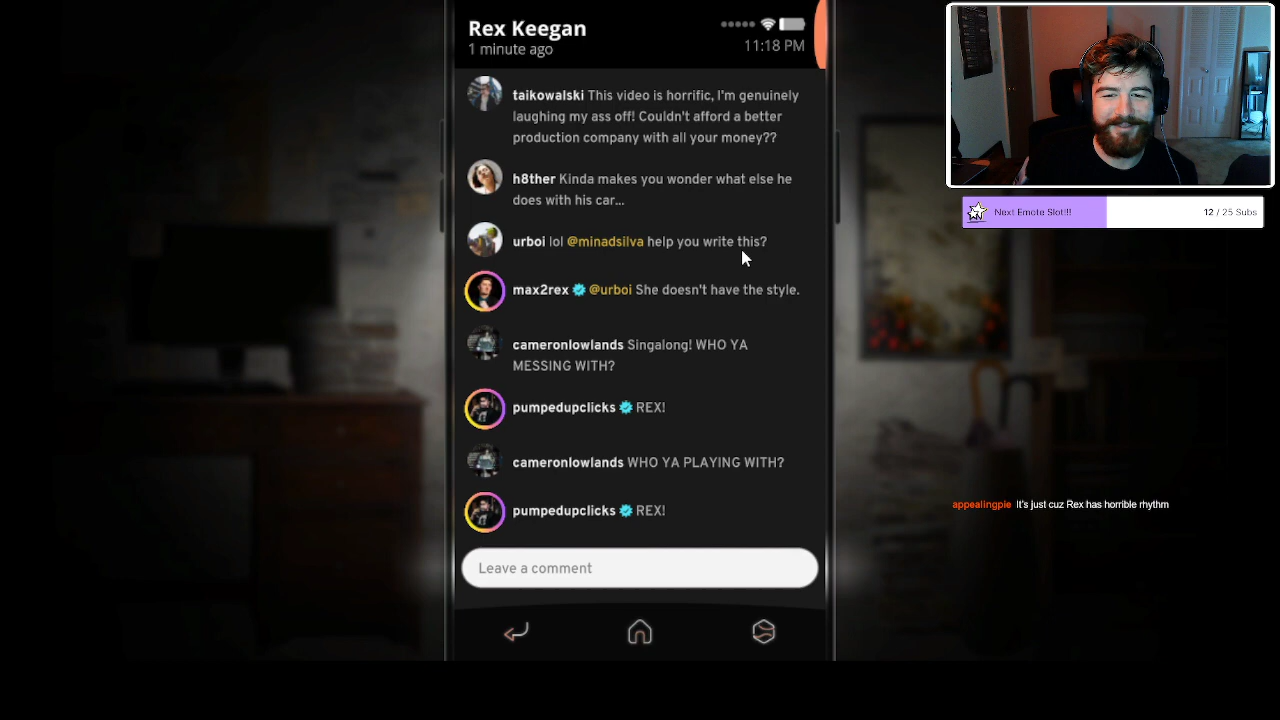 Rex Keegan
1 minute ago
11:18 PM
taikowalski This video is horrific, I'm genuinely
laughing my ass off! Couldn't afford a better
production company with all your money??
h8ther Kinda makes you wonder what else he
does with his car...
urboi lol @minadsilva help you write this?
max2rex @urboi She doesn't have the style.
cameronlowlands Singalong! WHO YA
MESSING WITH?
pumpedupclicks REX!
cameronlowlands WHO YA PLAYING WITH?
pumpedupclicks REX!
Leave a comment
Next Emote Slot!!! 12 / 25 Subs
appealingpie It's just cuz Rex has horrible rhythm